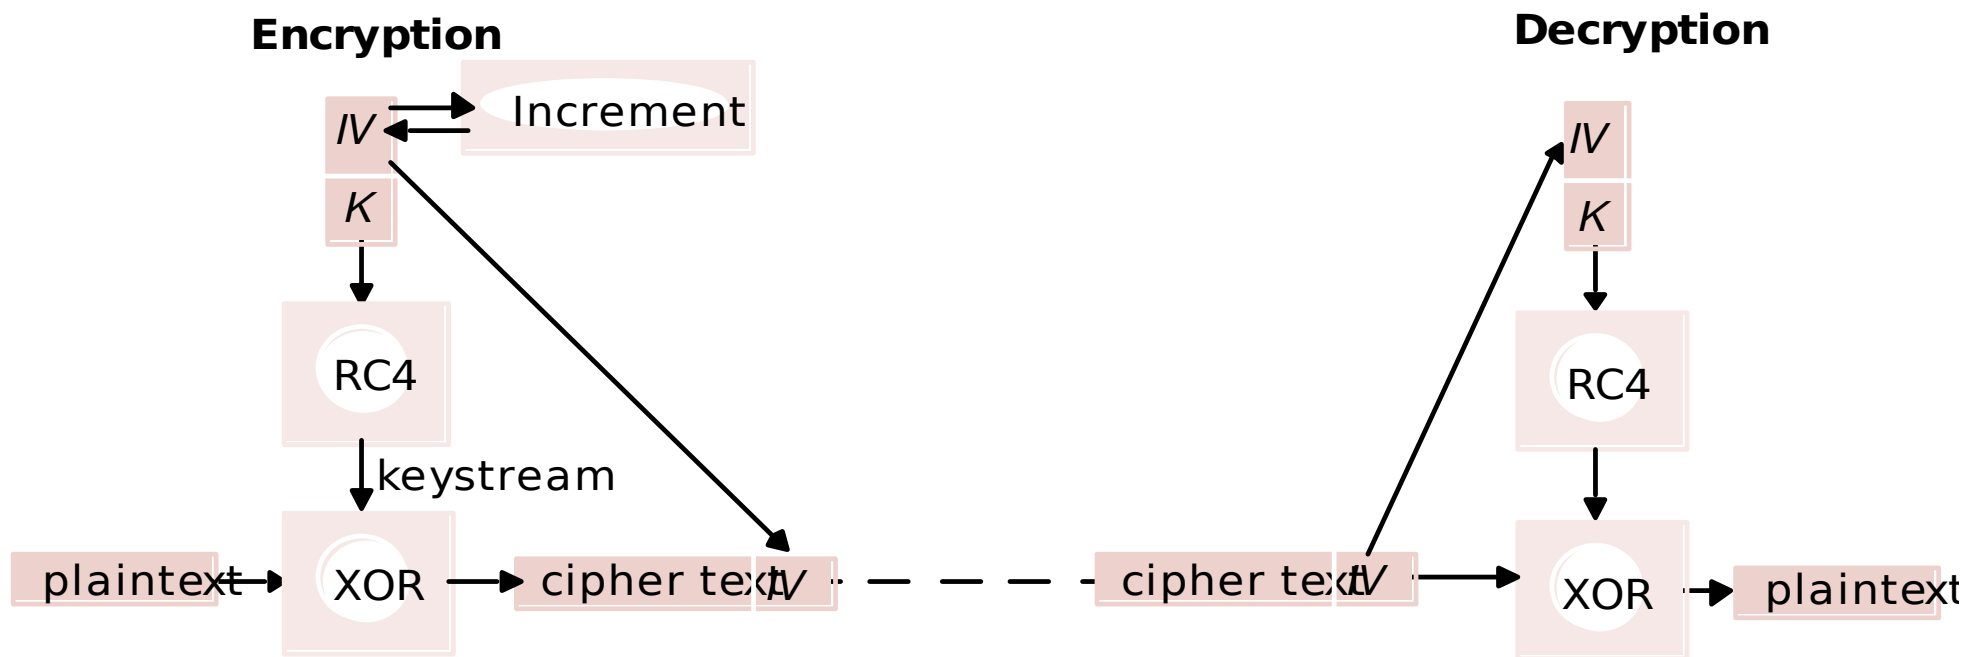 Encryption
Increment
IV
K
RC4
keystream
plaintext
XOR
cipher text
IV
Decryption
IV
K
RC4
cipher text
IV
XOR
plaintext